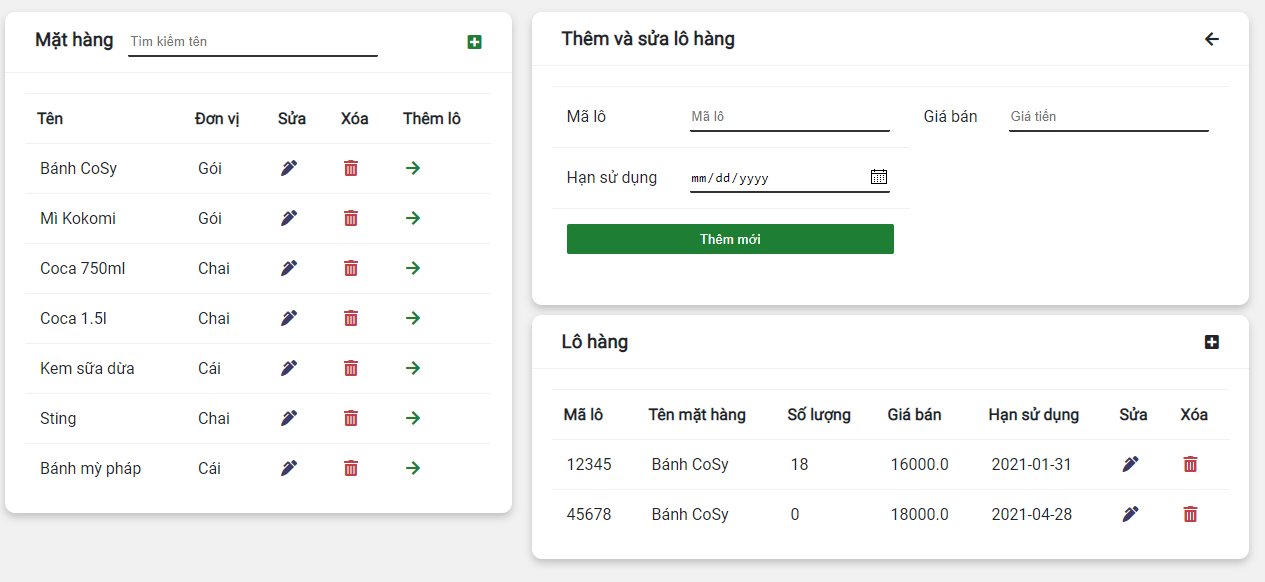 Mặt hàng Tìm kiếm tên
Tên Đơn vị Sửa Xóa Thêm lô
Bánh CoSy Gói
Mì Kokomi Gói
Coca 750ml Chai
Coca 1.5l Chai
Kem sữa dừa Cái
Sting Chai
Bánh mỳ pháp Cái
Thêm và sửa lô hàng
Mã lô Mã lô Giá bán Giá tiền
Hạn sử dụng mm/dd/yyyy
Thêm mới
Lô hàng
Mã lô Tên mặt hàng Số lượng Giá bán Hạn sử dụng Sửa Xóa
12345 Bánh CoSy 18 16000.0 2021-01-31
45678 Bánh CoSy 0 18000.0 2021-04-28